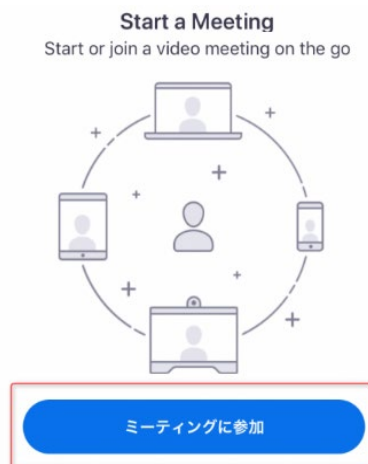 Start a Meeting
Start or join a video meeting on the go
ミーティングに参加